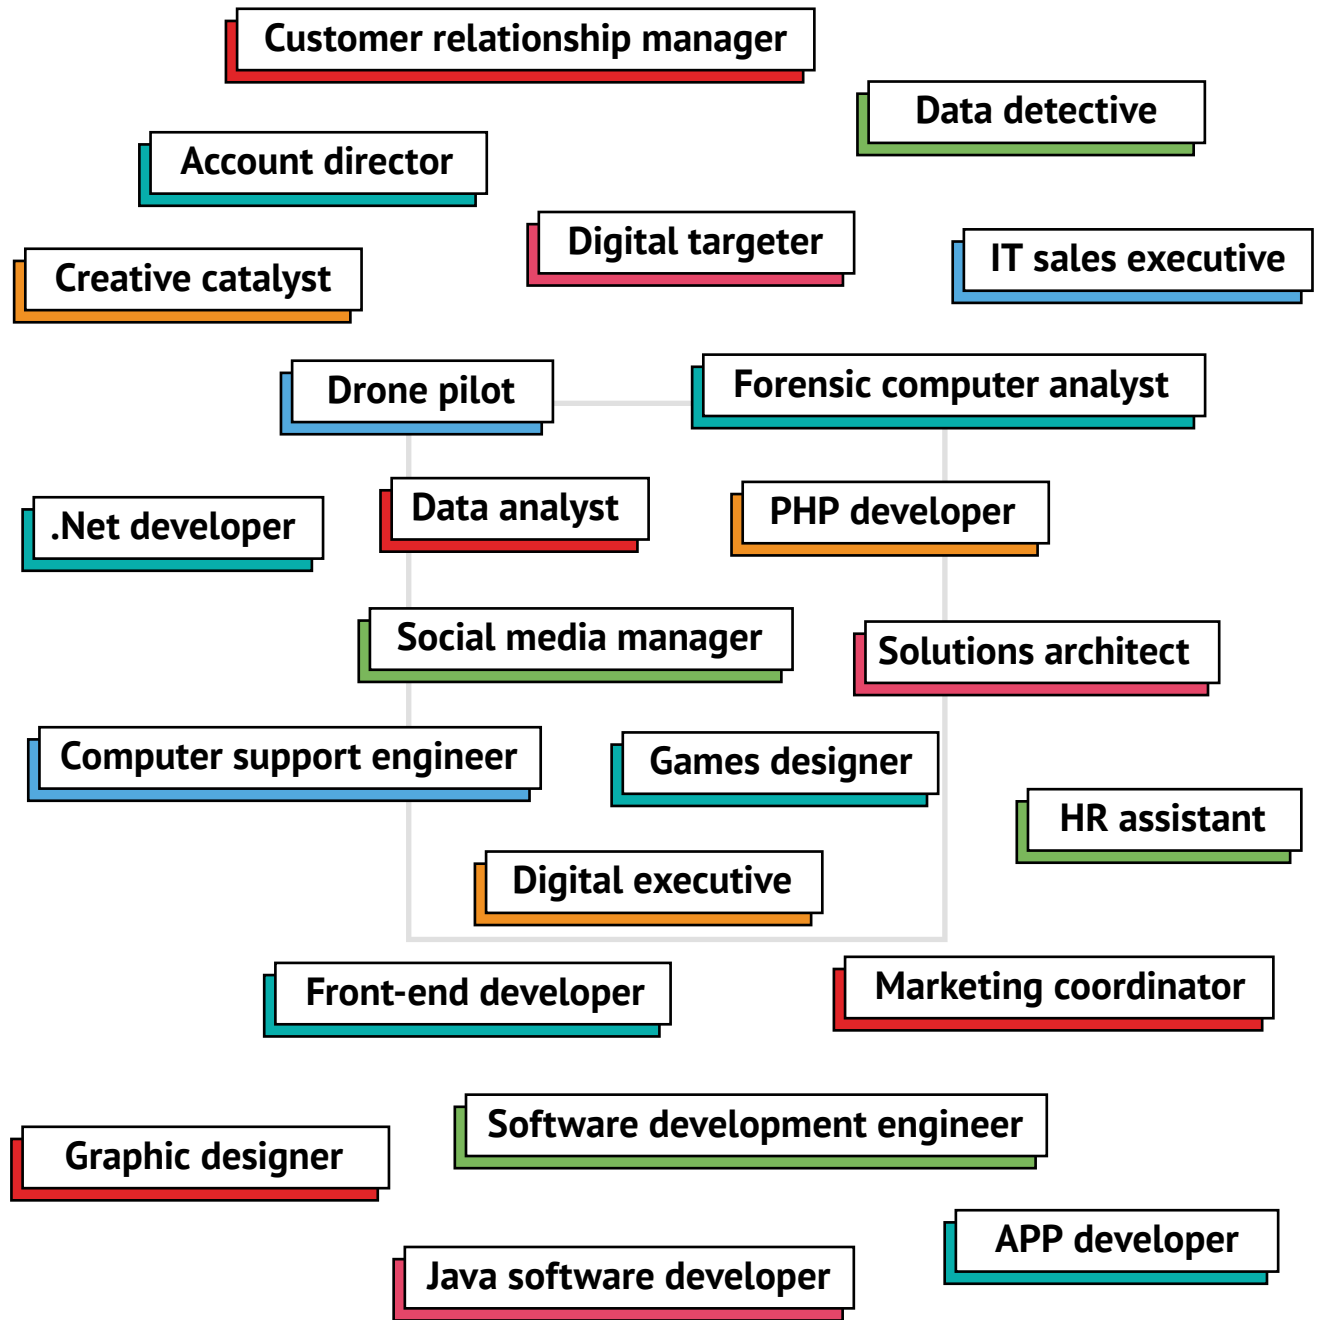 Customer relationship manager
Data detective
Account director
Digital targeter
IT sales executive
Creative catalyst
Drone pilot
Forensic computer analyst
Data analyst
PHP developer
.Net developer
Social media manager
Solutions architect
Computer support engineer
Games designer
HR assistant
Digital executive
Front-end developer
Marketing coordinator
Software development engineer
Graphic designer
APP developer
Java software developer